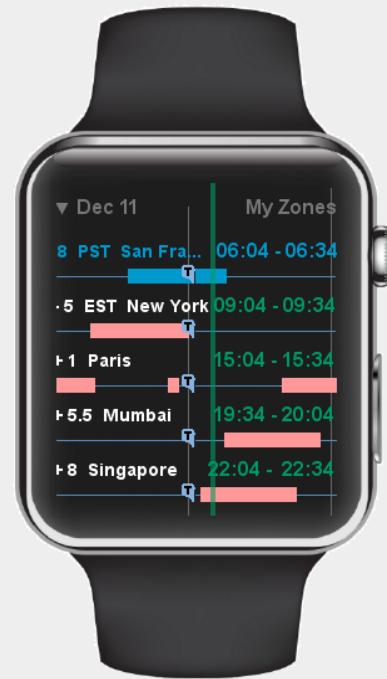 ▼ Dec 11 My Zones
8 PST San Fra... 06:04 - 06:34
-5 EST New York 09:04 - 09:34
+1 Paris 15:04 - 15:34
+5.5 Mumbai 19:34 - 20:04
+8 Singapore 22:04 - 22:34